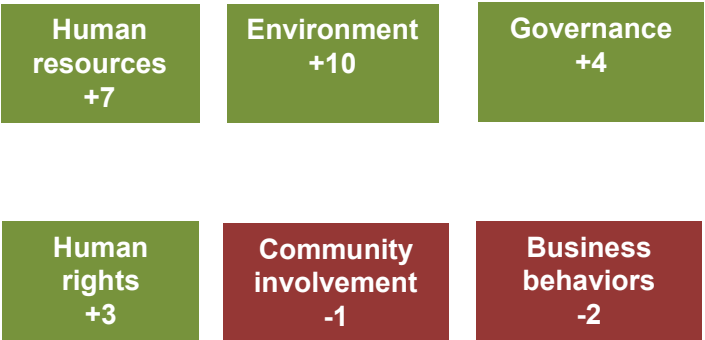 Human
resources
+7
Environment
+10
Governance
+4
Human
rights
+3
Community
involvement
-1
Business
behaviors
-2